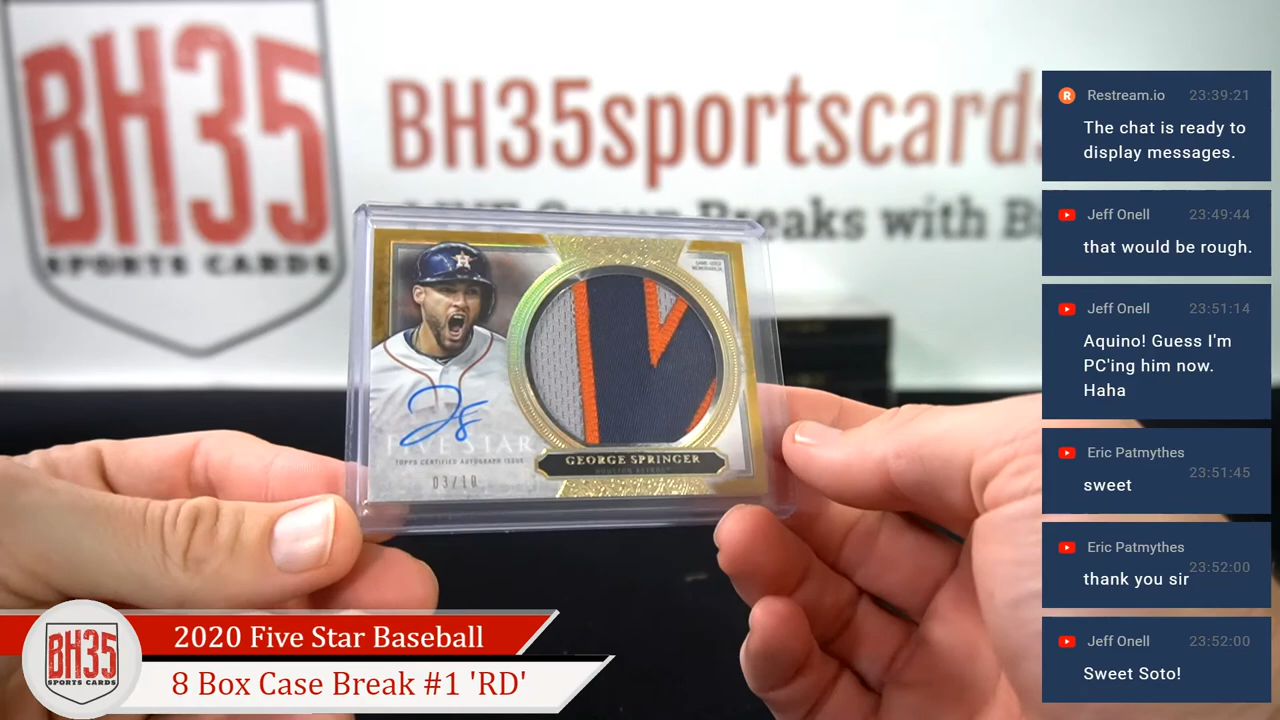 BH35
SPORTS CARDS
BH35sportscards
Breaks with
GAME-USED
MEMORABILIA
FIVE STAR
TOPPS CERTIFIED AUTOGRAPH ISSUE
03/10
GEORGE SPRINGER
HOUSTON ASTROS
BH35
SPORTS CARDS
2020 Five Star Baseball
8 Box Case Break #1 'RD'
Restream.io 23:39:21
The chat is ready to
display messages.
Jeff Onell 23:49:44
that would be rough.
Jeff Onell 23:51:14
Aquino! Guess I'm
PC'ing him now.
Haha
Eric Patmythes
23:51:45
sweet
Eric Patmythes
23:52:00
thank you sir
Jeff Onell 23:52:00
Sweet Soto!